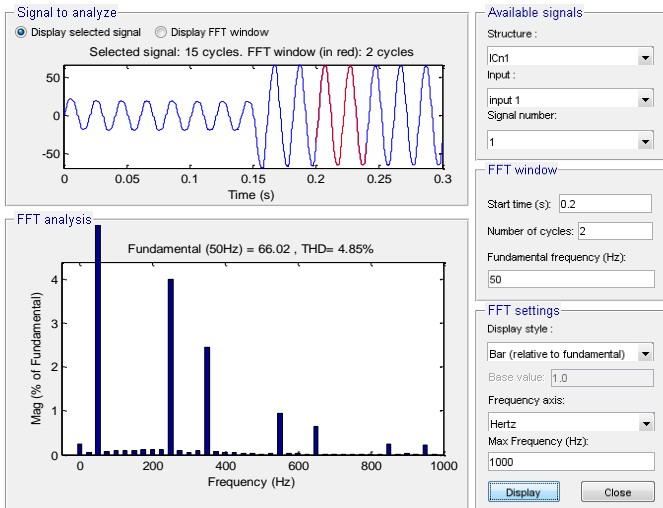 Signal to analyze
Display selected signal Display FFT window
Selected signal: 15 cycles. FFT window (in red): 2 cycles
50
0
-50
0 0.05 0.1 0.15 0.2 0.25 0.3
Time (s)
FFT analysis
Fundamental (50Hz) = 66.02 , THD= 4.85%
Mag (% of Fundamental)
4
3
2
1
0
0 200 400 600 800 1000
Frequency (Hz)
Available signals
Structure :
ICn1
Input :
input 1
Signal number:
1
FFT window
Start time (s): 0.2
Number of cycles: 2
Fundamental frequency (Hz):
50
FFT settings
Display style :
Bar (relative to fundamental)
Base value: 1.0
Frequency axis:
Hertz
Max Frequency (Hz):
1000
Display Close